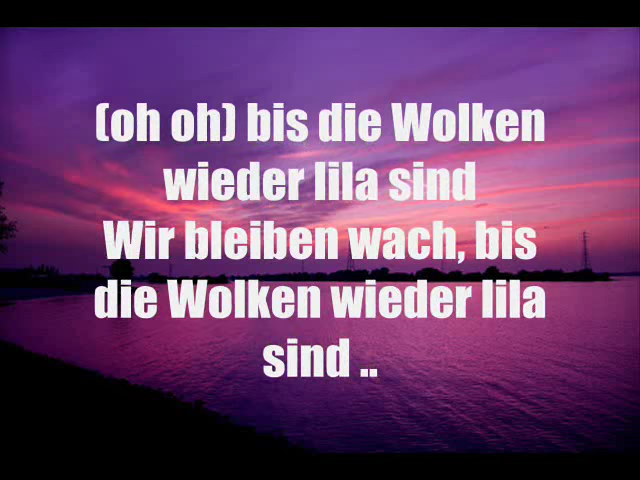 (oh oh) bis die Wolken
wieder lila sind
Wir bleiben wach, bis
die Wolken wieder lila
sind ..